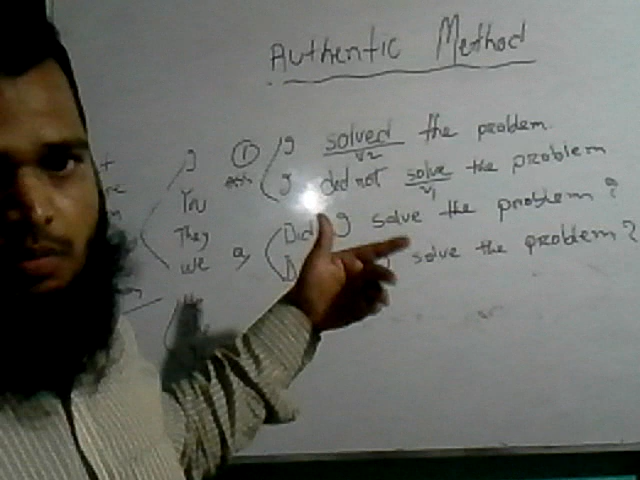 Authentic Method
I ① I solved the problem.
V2
You I did not solve the problem
V1
They Did I solve the problem?
we solve the problem?